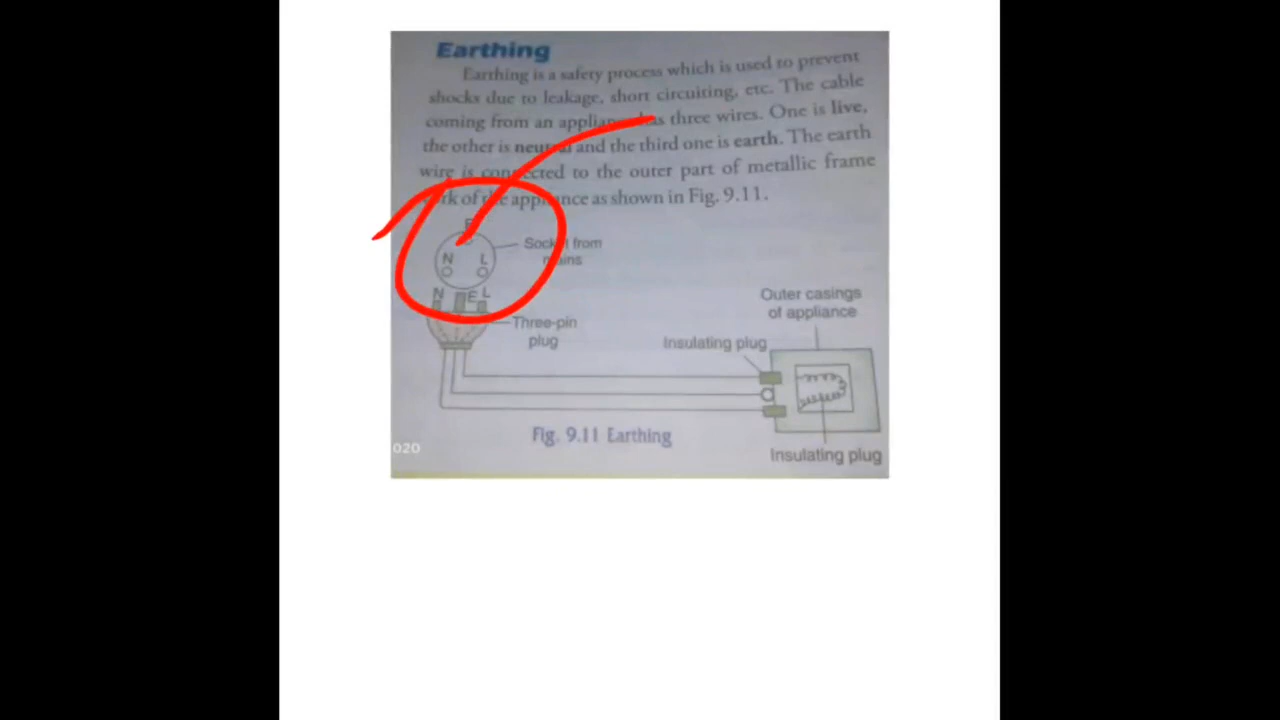 Earthing
Earthing is a safety process which is used to prevent
shocks due to leakage, short circuiting, etc. The cable
coming from an appliance has three wires. One is live,
the other is neutral and the third one is earth. The earth
wire is connected to the outer part of metallic frame
work of the appliance as shown in Fig. 9.11.
E
Socket from
mains
N L
N E L
Three-pin
plug
Outer casings
of appliance
Insulating plug
Fig. 9.11 Earthing
020
Insulating plug